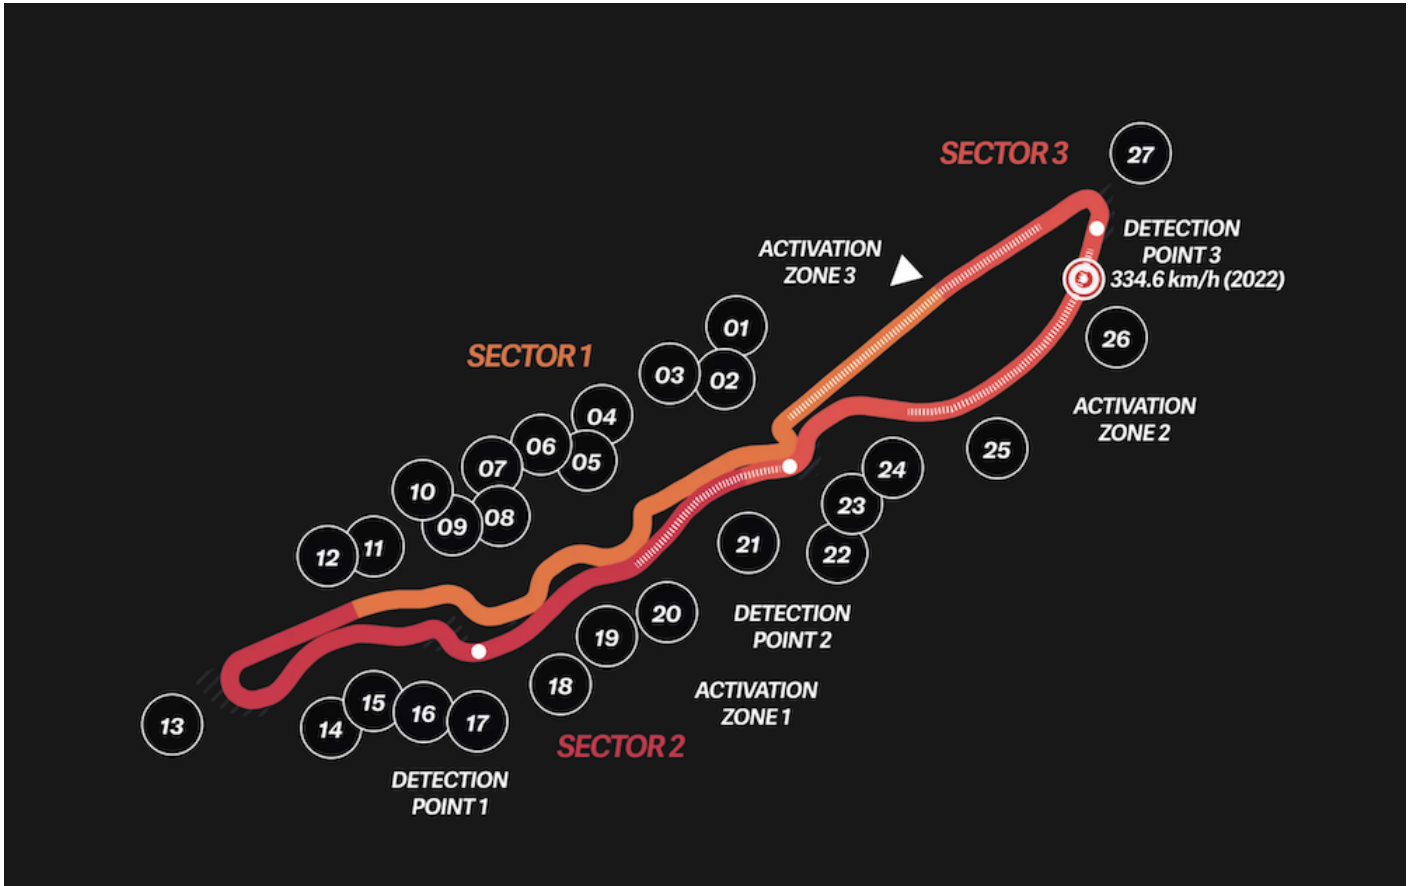 SECTOR 3
27
DETECTION
POINT 3
334.6 km/h (2022)
ACTIVATION
ZONE 3
26
01
SECTOR 1
03
02
ACTIVATION
ZONE 2
04
06
05
25
07
24
10
08
09
23
12
11
21
22
20
DETECTION
POINT 2
19
18
ACTIVATION
ZONE 1
13
14
15
16
17
SECTOR 2
DETECTION
POINT 1